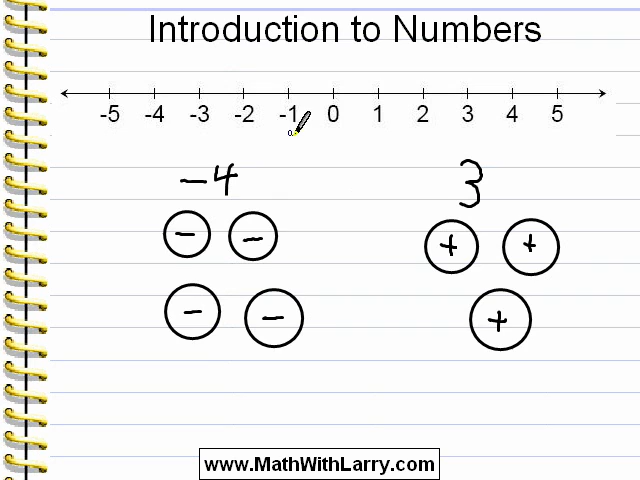 Introduction to Numbers
-5 -4 -3 -2 -1 0 1 2 3 4 5
-4 3
- - + +
- - +
www.MathWithLarry.com